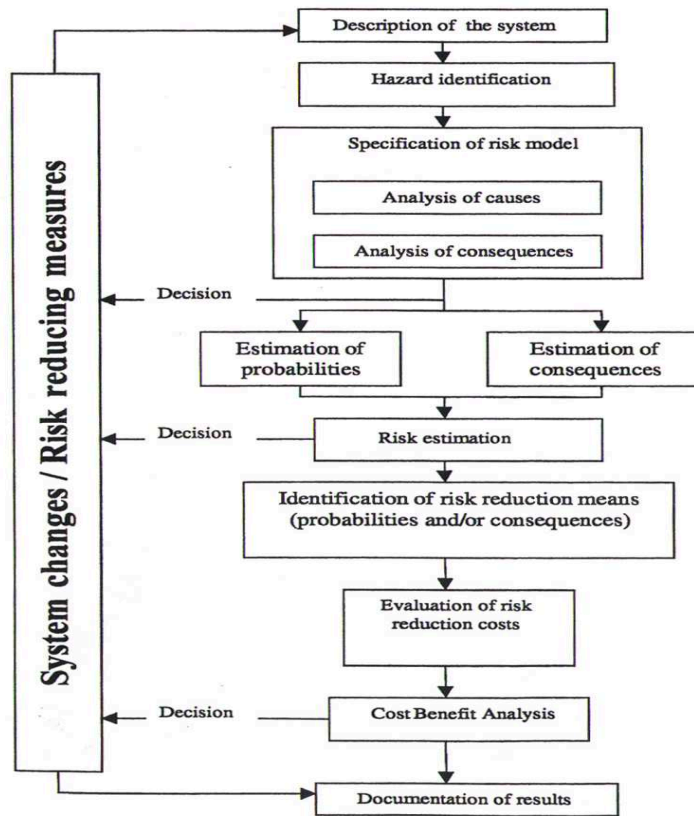 Description of the system
Hazard identification
Specification of risk model
Analysis of causes
Analysis of consequences
Decision
Estimation of
probabilities
Estimation of
consequences
Decision
Risk estimation
Identification of risk reduction means
(probabilities and/or consequences)
Evaluation of risk
reduction costs
Decision
Cost Benefit Analysis
Documentation of results
System changes / Risk reducing measures